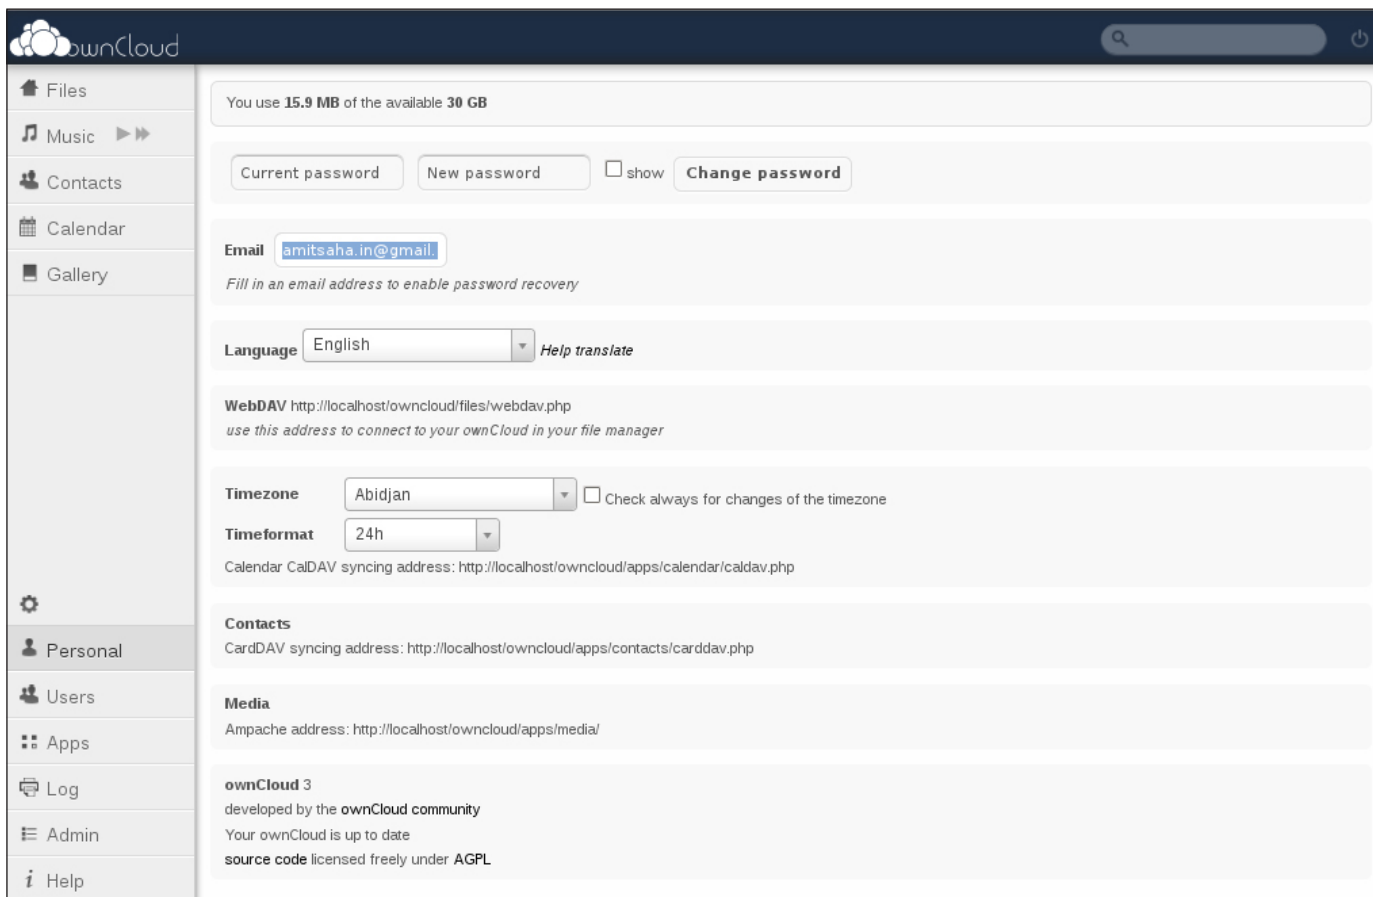 ownCloud
Files
Music
Contacts
Calendar
Gallery
Personal
Users
Apps
Log
Admin
Help
You use 15.9 MB of the available 30 GB
Current password New password show Change password
Email amitsaha.in@gmail.
Fill in an email address to enable password recovery
Language English Help translate
WebDAV http://localhost/owncloud/files/webdav.php
use this address to connect to your ownCloud in your file manager
Timezone Abidjan Check always for changes of the timezone
Timeformat 24h
Calendar CalDAV syncing address: http://localhost/owncloud/apps/calendar/caldav.php
Contacts
CardDAV syncing address: http://localhost/owncloud/apps/contacts/carddav.php
Media
Ampache address: http://localhost/owncloud/apps/media/
ownCloud 3
developed by the ownCloud community
Your ownCloud is up to date
source code licensed freely under AGPL